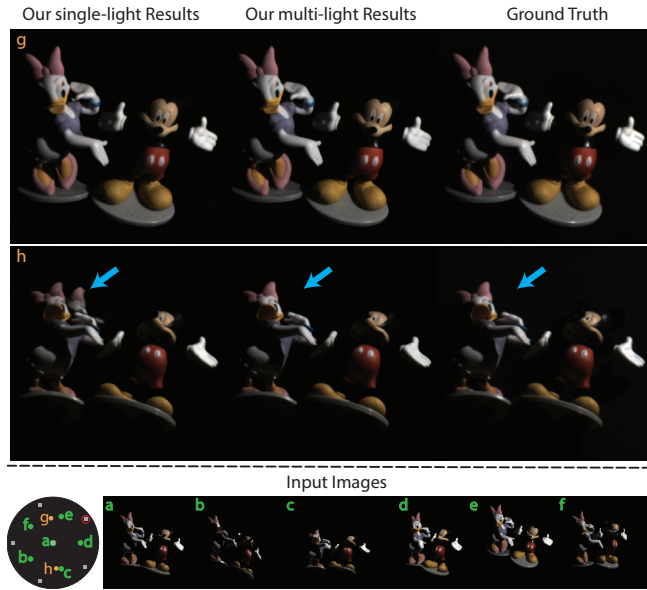 Our single-light Results Our multi-light Results Ground Truth
g
h
Input Images
a b c d e f
g e
f
a d
b
h c